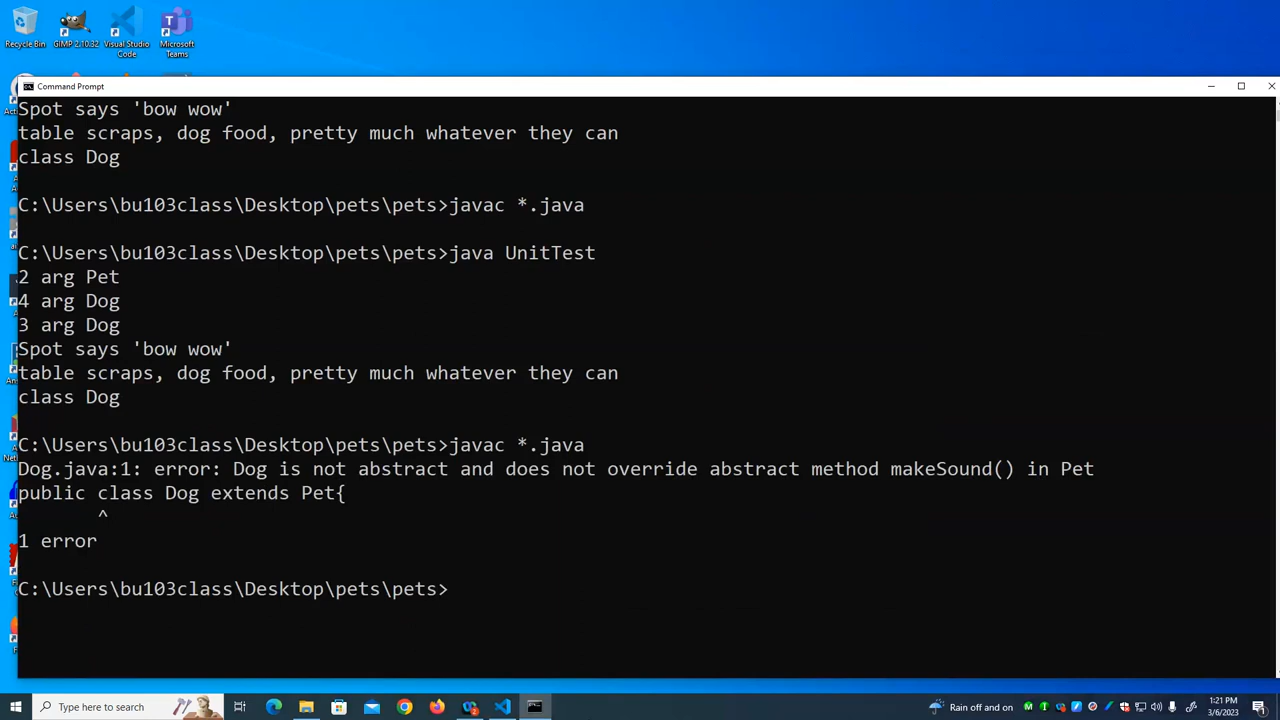 Recycle Bin
GIMP 2.10.32
Visual Studio
Code
Microsoft
Teams
Command Prompt
Spot says 'bow wow'
table scraps, dog food, pretty much whatever they can
class Dog
C:\Users\bu103class\Desktop\pets\pets>javac *.java
C:\Users\bu103class\Desktop\pets\pets>java UnitTest
2 arg Pet
4 arg Dog
3 arg Dog
Spot says 'bow wow'
table scraps, dog food, pretty much whatever they can
class Dog
C:\Users\bu103class\Desktop\pets\pets>javac *.java
Dog.java:1: error: Dog is not abstract and does not override abstract method makeSound() in Pet
public class Dog extends Pet{
^
1 error
C:\Users\bu103class\Desktop\pets\pets>
Type here to search
Rain off and on
1:21 PM
3/6/2023